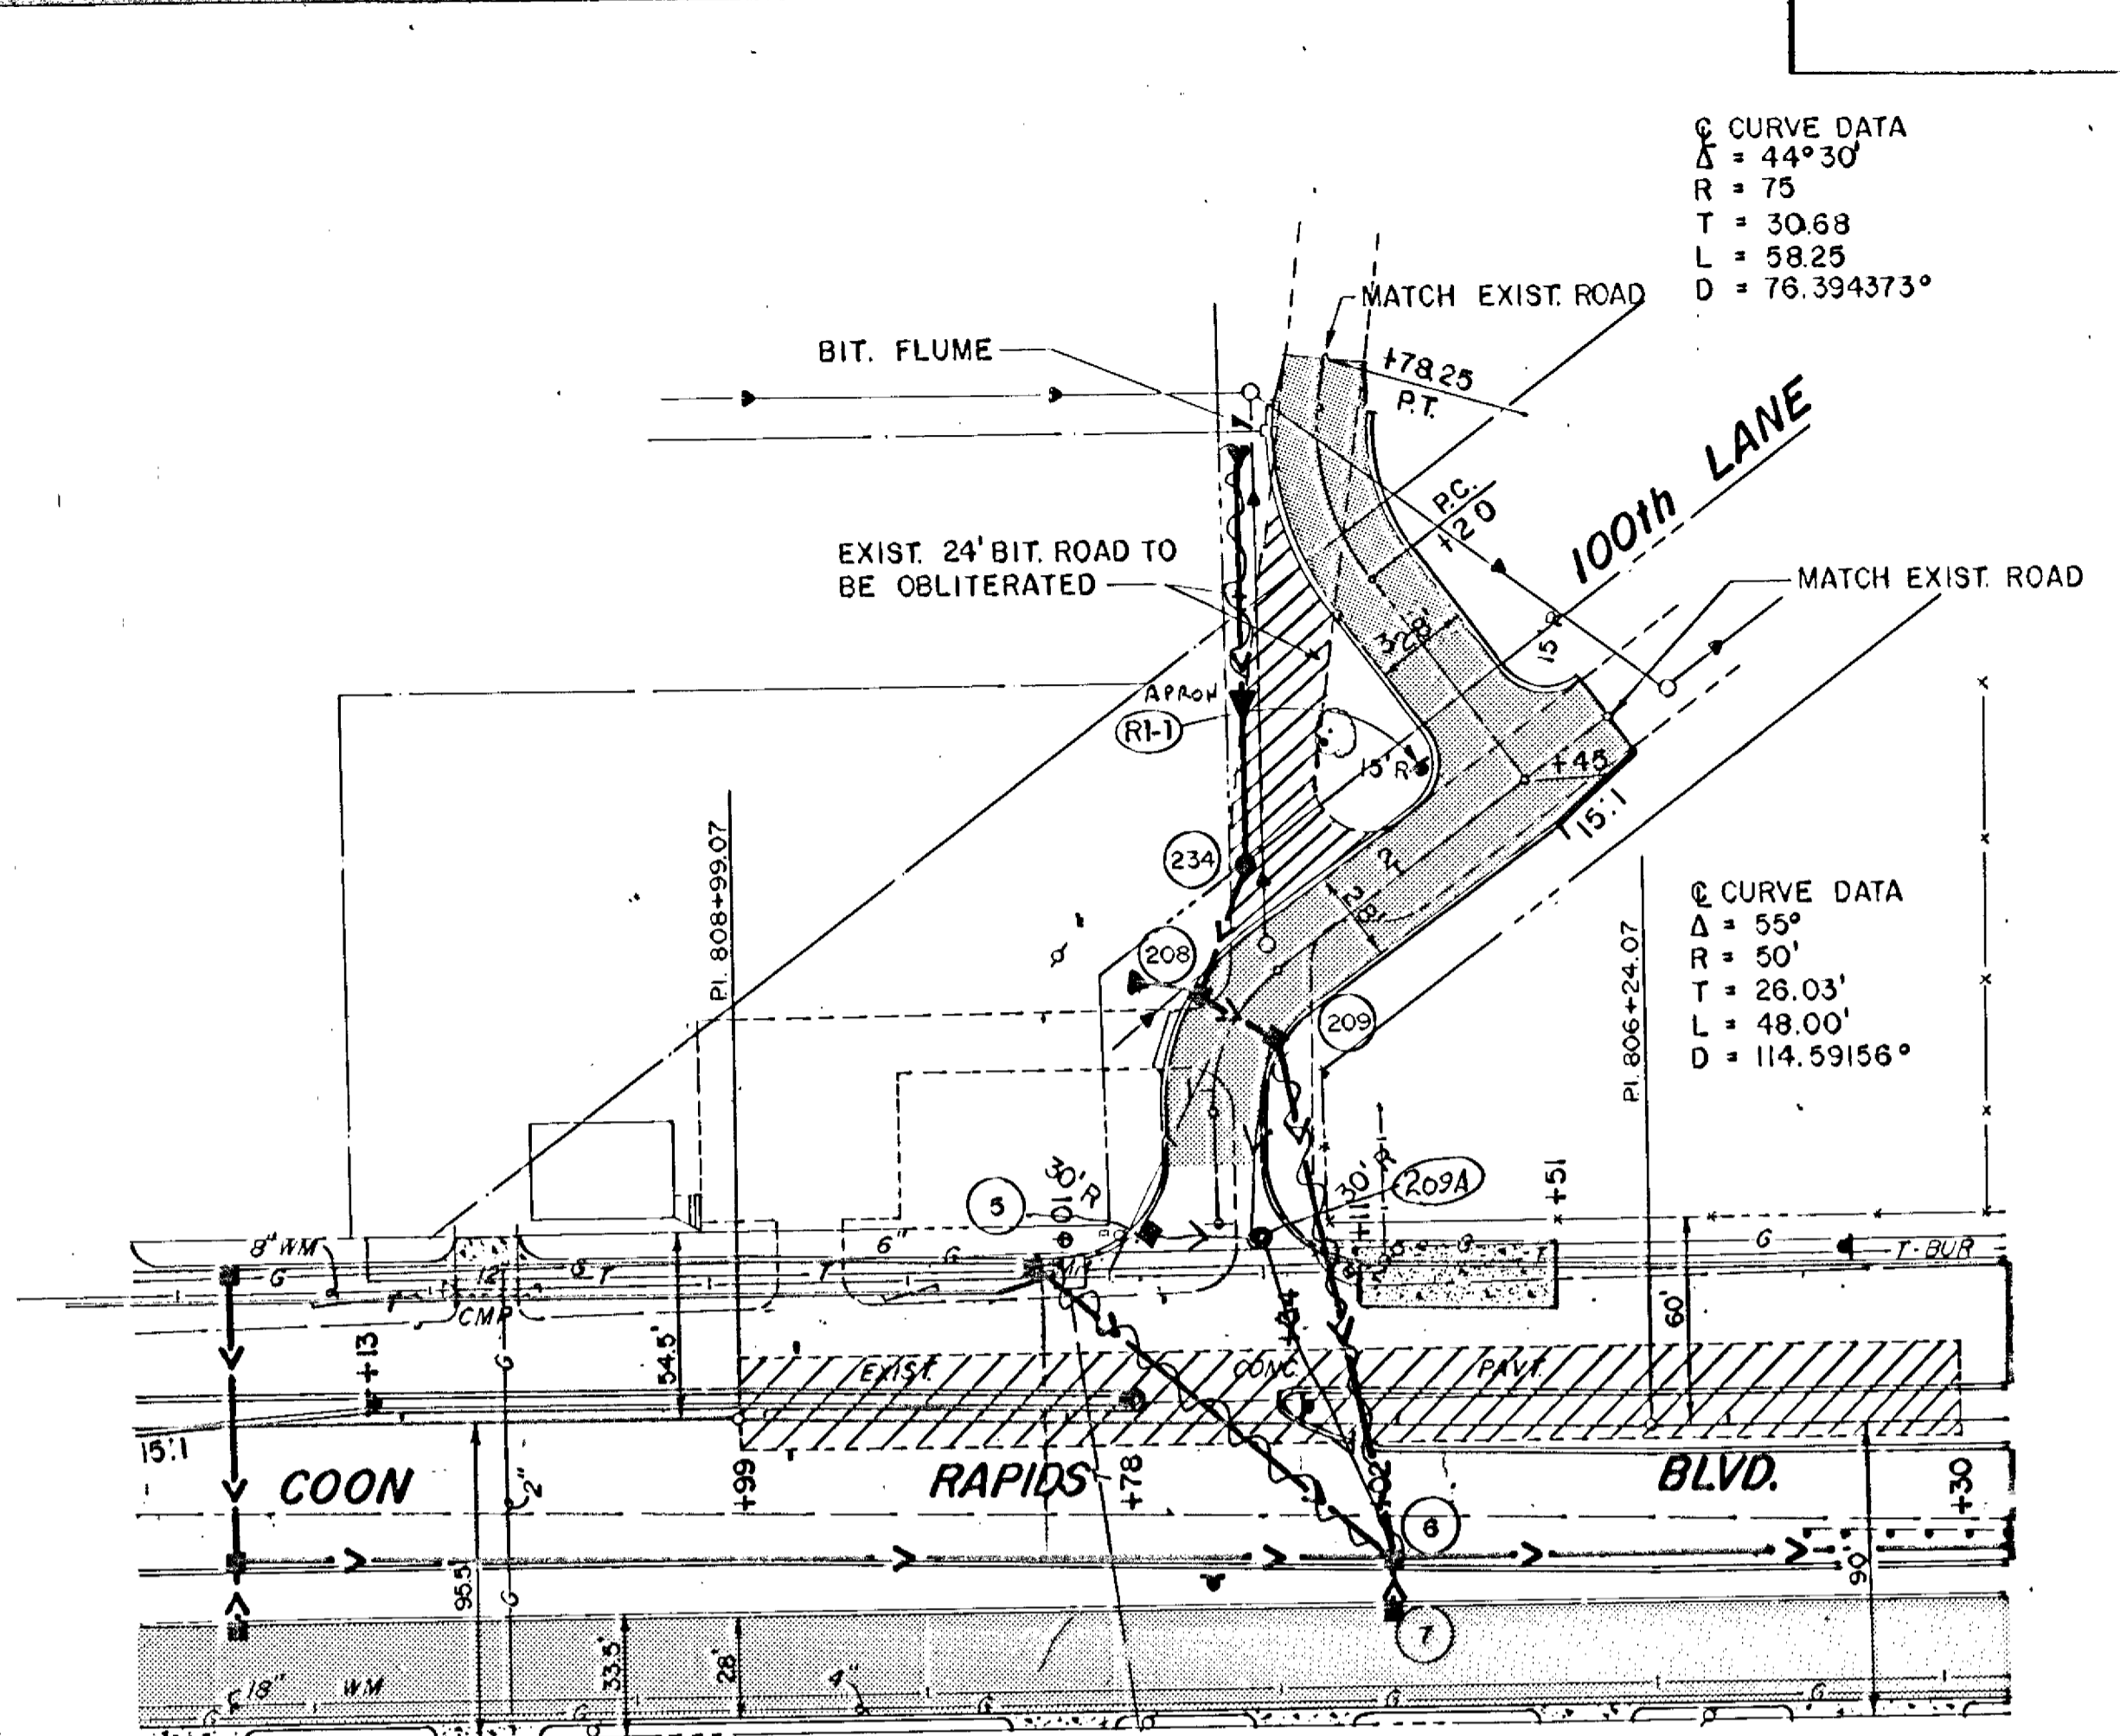 ℄ CURVE DATA
Δ = 44°30'
R = 75
T = 30.68
L = 58.25
D = 76.394373°
MATCH EXIST. ROAD
BIT. FLUME
+78.25
P.T.
P.C.
+20
100th LANE
EXIST. 24' BIT. ROAD TO
BE OBLITERATED
MATCH EXIST. ROAD
32.8'
15'
APRON
R1-1
15' R
+45
15:1
234
28'
P.I. 808+99.07
℄ CURVE DATA
Δ = 55°
R = 50'
T = 26.03'
L = 48.00'
D = 114.59156°
P.I. 806+24.07
208
209
5
30' R
+01
30' R
+11
209A
+51
8" WM
G
12"
G
T
T
6"
G
G
T-BUR
CMP
+13
54.5'
60'
EXIST.
CONC.
PAVT.
15:1
COON
RAPIDS
BLVD.
2"
+99
+78
+02
+30
G
G
6
95.5'
90'
7
33.5'
28'
18"
WM
4"
G
G
G
G
G